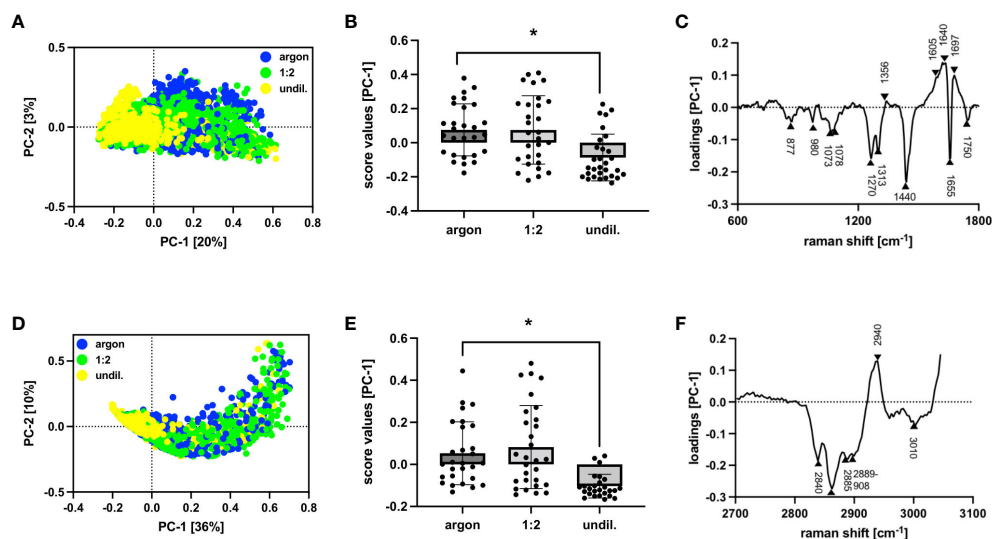 A
0.5
0.0
-0.5
PC-2 [3%]
argon
1:2
undil.
-0.4 -0.2 0.0 0.2 0.4 0.6 0.8
PC-1 [20%]
B
*
0.6
0.4
0.2
0.0
-0.2
-0.4
score values [PC-1]
argon 1:2 undil.
C
0.2
0.1
0.0
-0.1
-0.2
-0.3
loadings [PC-1]
877
980
1073
1078
1270
1313
1356
1440
1605
1640
1655
1697
1750
600 1200 1800
raman shift [cm-1]
D
1.0
0.5
0.0
-0.5
PC-2 [10%]
argon
1:2
undil.
-0.4 -0.2 0.0 0.2 0.4 0.6 0.8
PC-1 [36%]
E
*
0.6
0.4
0.2
0.0
-0.2
score values [PC-1]
argon 1:2 undil.
F
0.2
0.1
0.0
-0.1
-0.2
-0.3
loadings [PC-1]
2840
2885
2889-
908
2940
3010
2700 2800 2900 3000 3100
raman shift [cm-1]